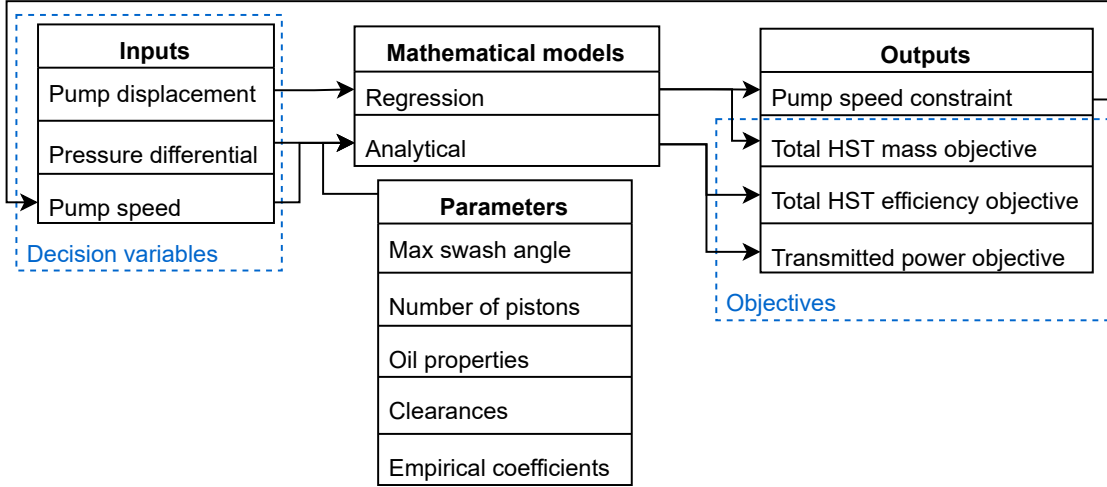 Inputs
Pump displacement
Pressure differential
Pump speed
Decision variables
Mathematical models
Regression
Analytical
Parameters
Max swash angle
Number of pistons
Oil properties
Clearances
Empirical coefficients
Outputs
Pump speed constraint
Total HST mass objective
Total HST efficiency objective
Transmitted power objective
Objectives